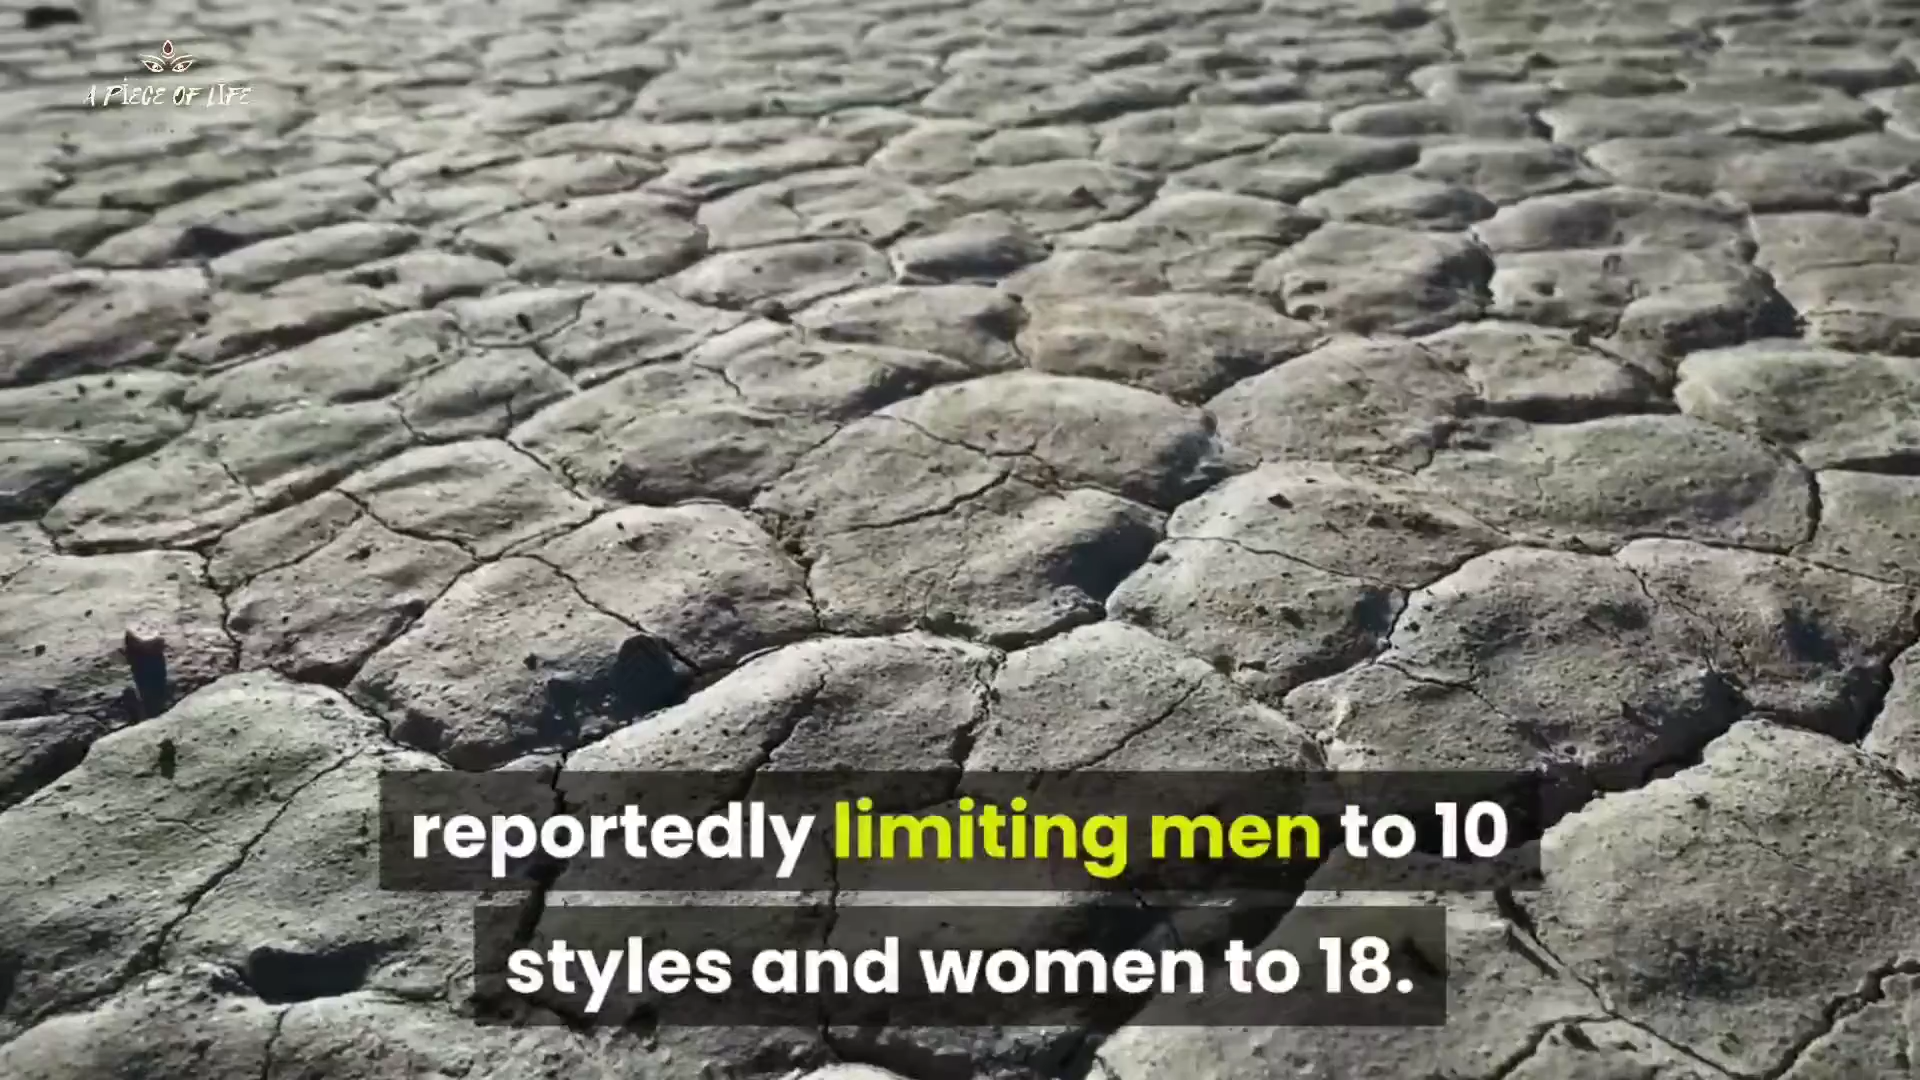 A PIECE OF LIFE
reportedly limiting men to 10
styles and women to 18.